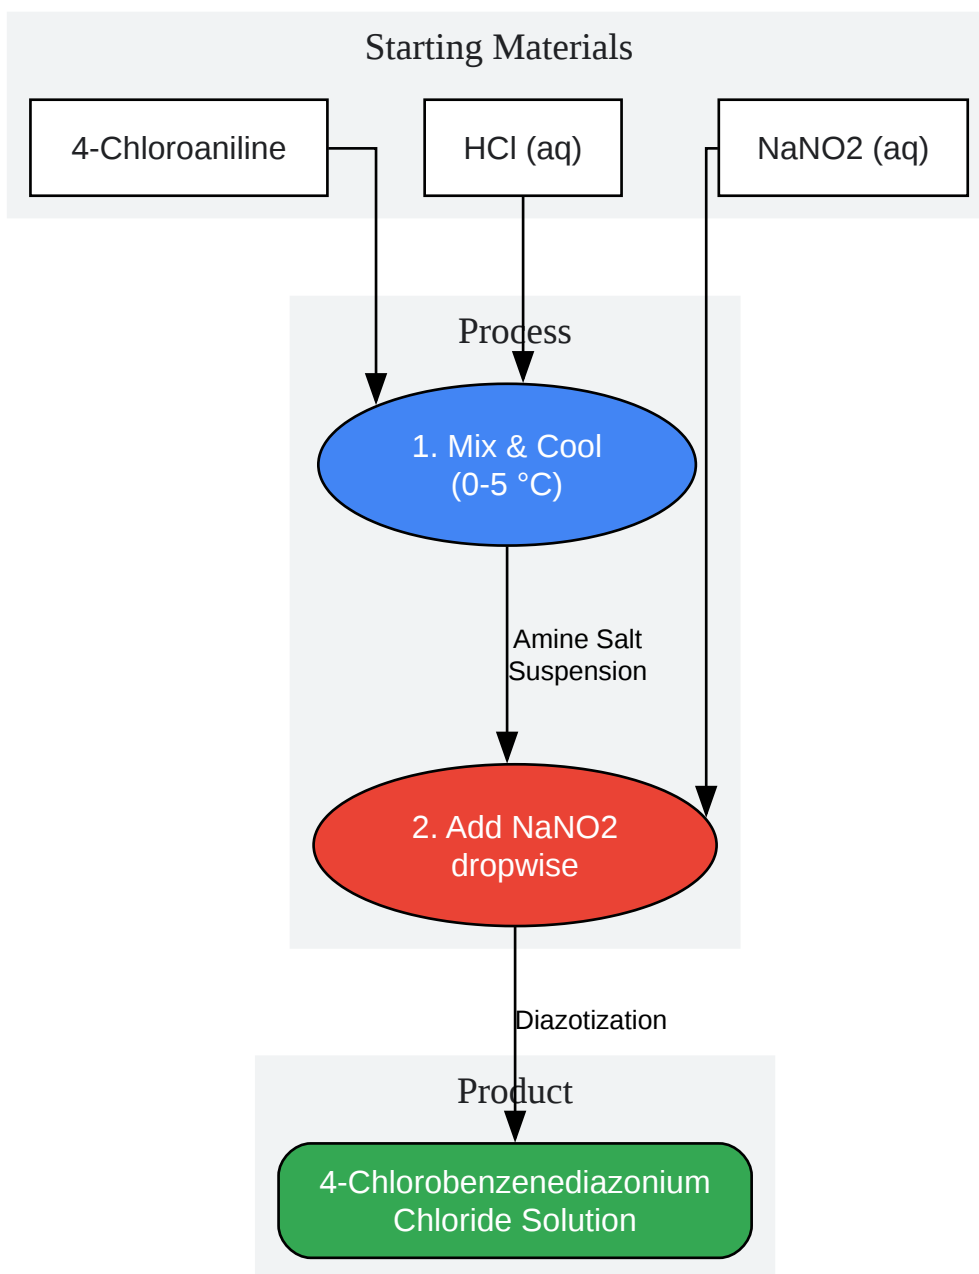 Starting Materials
4-Chloroaniline
HCl (aq)
NaNO2 (aq)
Process
1. Mix & Cool
(0-5 °C)
Amine Salt
Suspension
2. Add NaNO2
dropwise
Diazotization
Product
4-Chlorobenzenediazonium
Chloride Solution